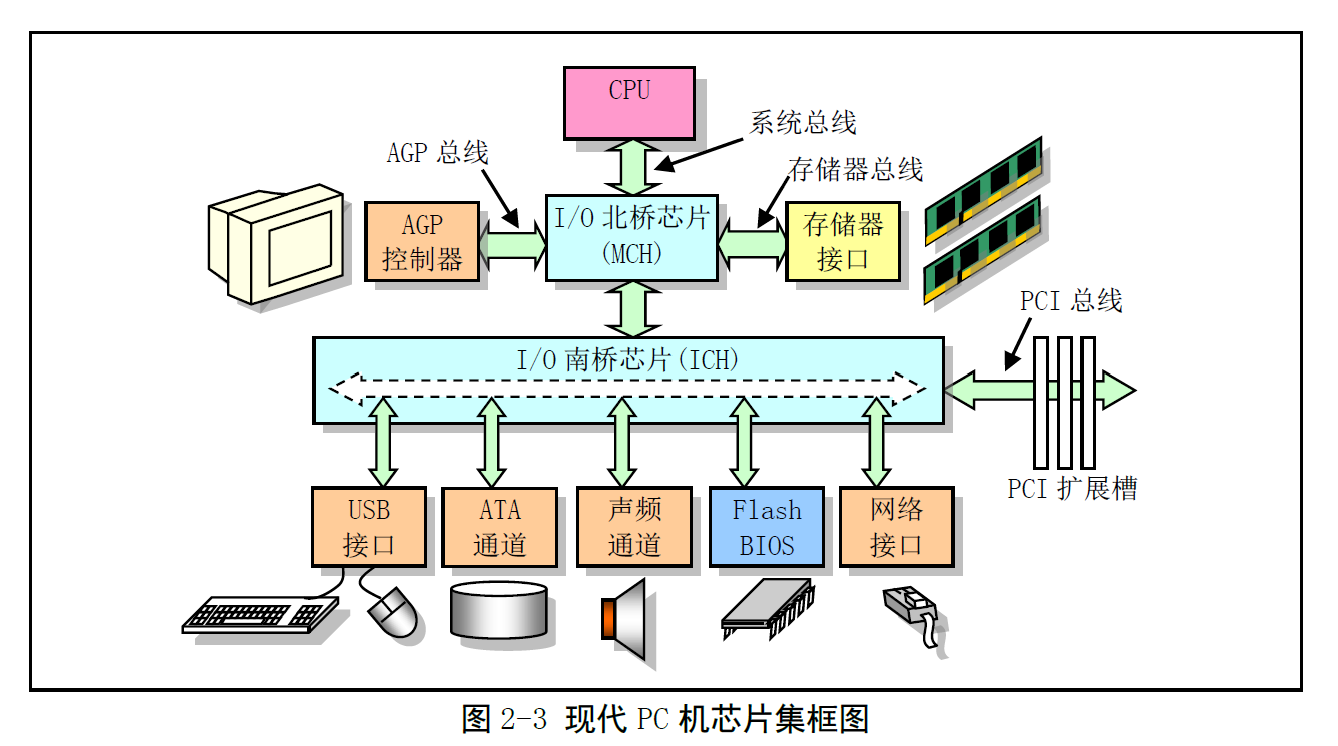 CPU
系统总线
AGP 总线
存储器总线
AGP
控制器
I/O 北桥芯片
(MCH)
存储器
接口
PCI 总线
I/O 南桥芯片(ICH)
PCI 扩展槽
USB
接口
ATA
通道
声频
通道
Flash
BIOS
网络
接口
图 2-3 现代 PC 机芯片集框图